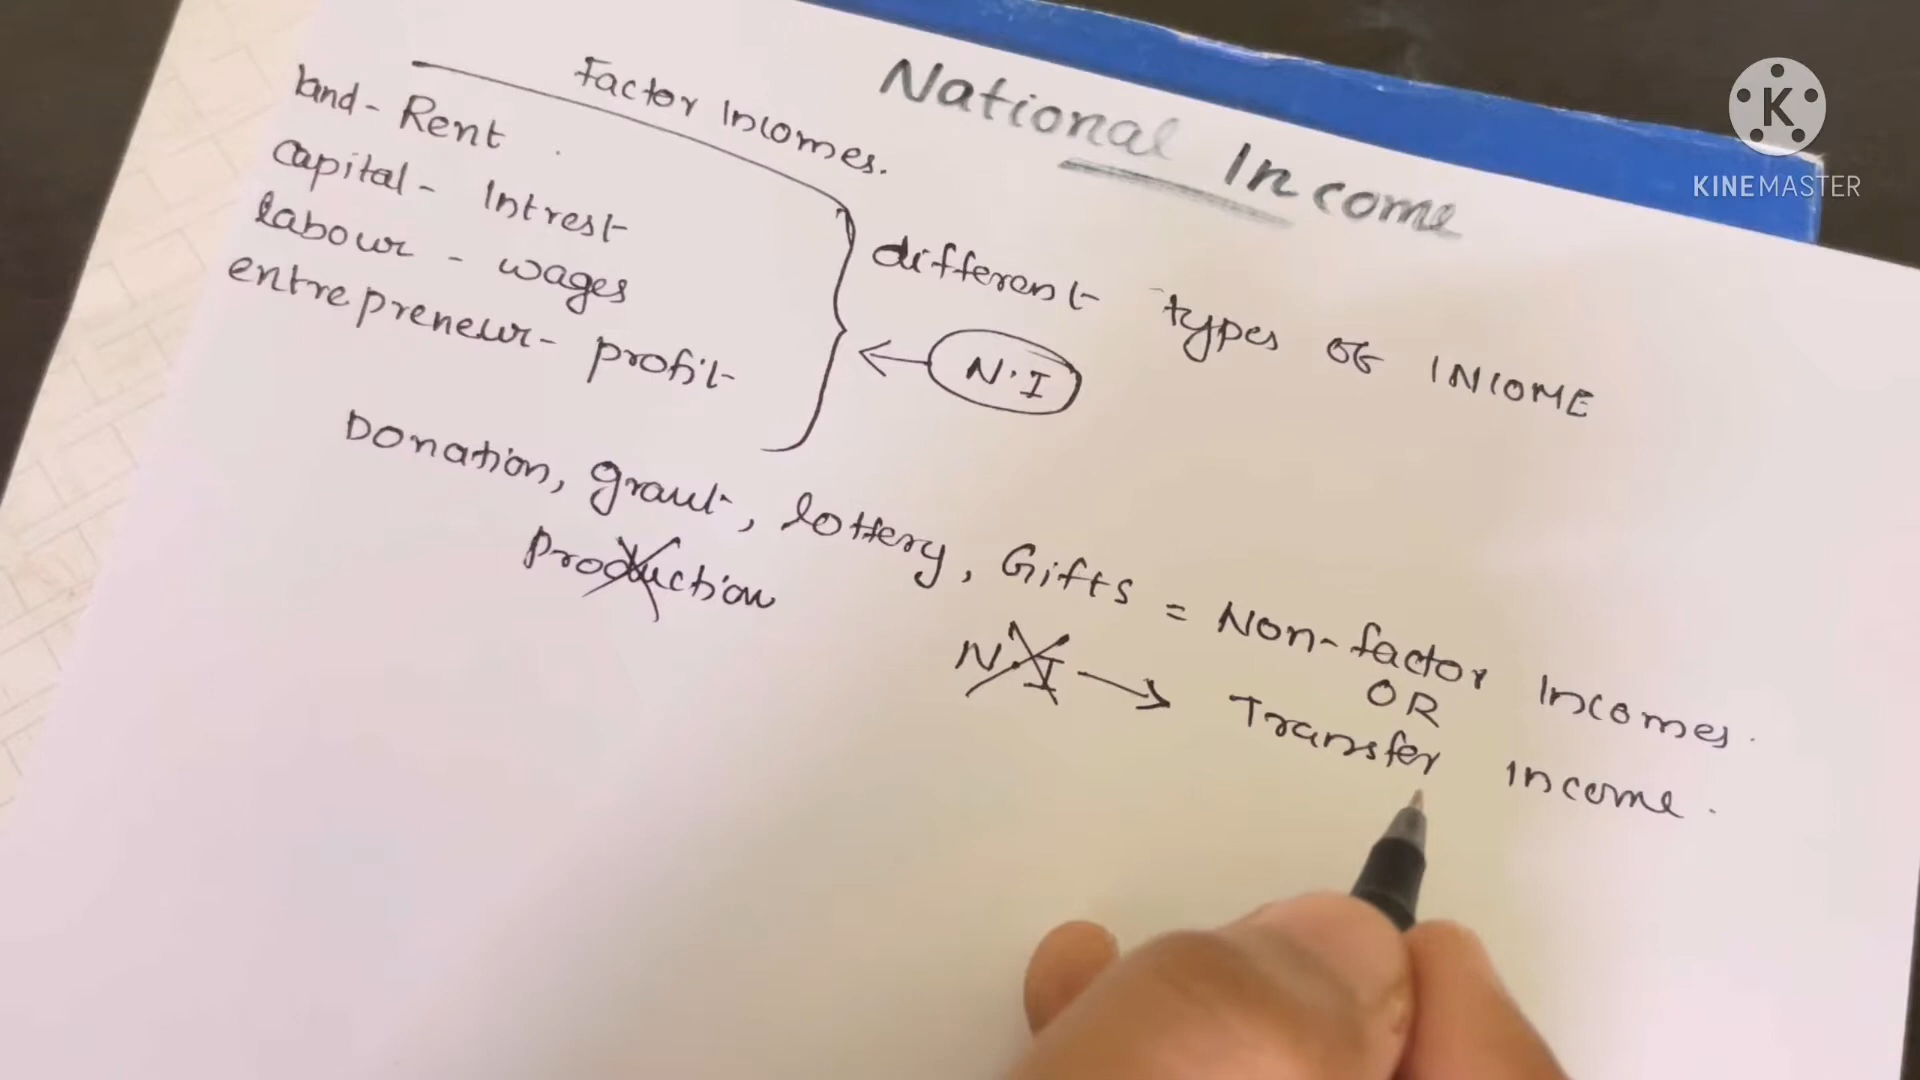 National Income
Factor Incomes.
land - Rent
capital - Intrest
labour - wages
entrepreneur - profit
different types of INCOME
N.I
Donation, grant, lottery, Gifts = Non-factor Incomes.
Production
OR
N.I → Transfer Income.
K
KINEMASTER